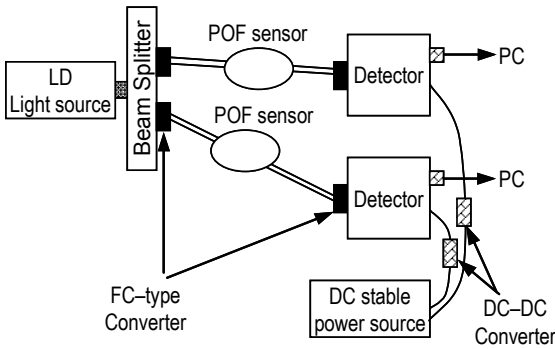 LD
Light source
Beam Splitter
POF sensor
POF sensor
Detector
PC
Detector
PC
FC–type
Converter
DC stable
power source
DC–DC
Converter